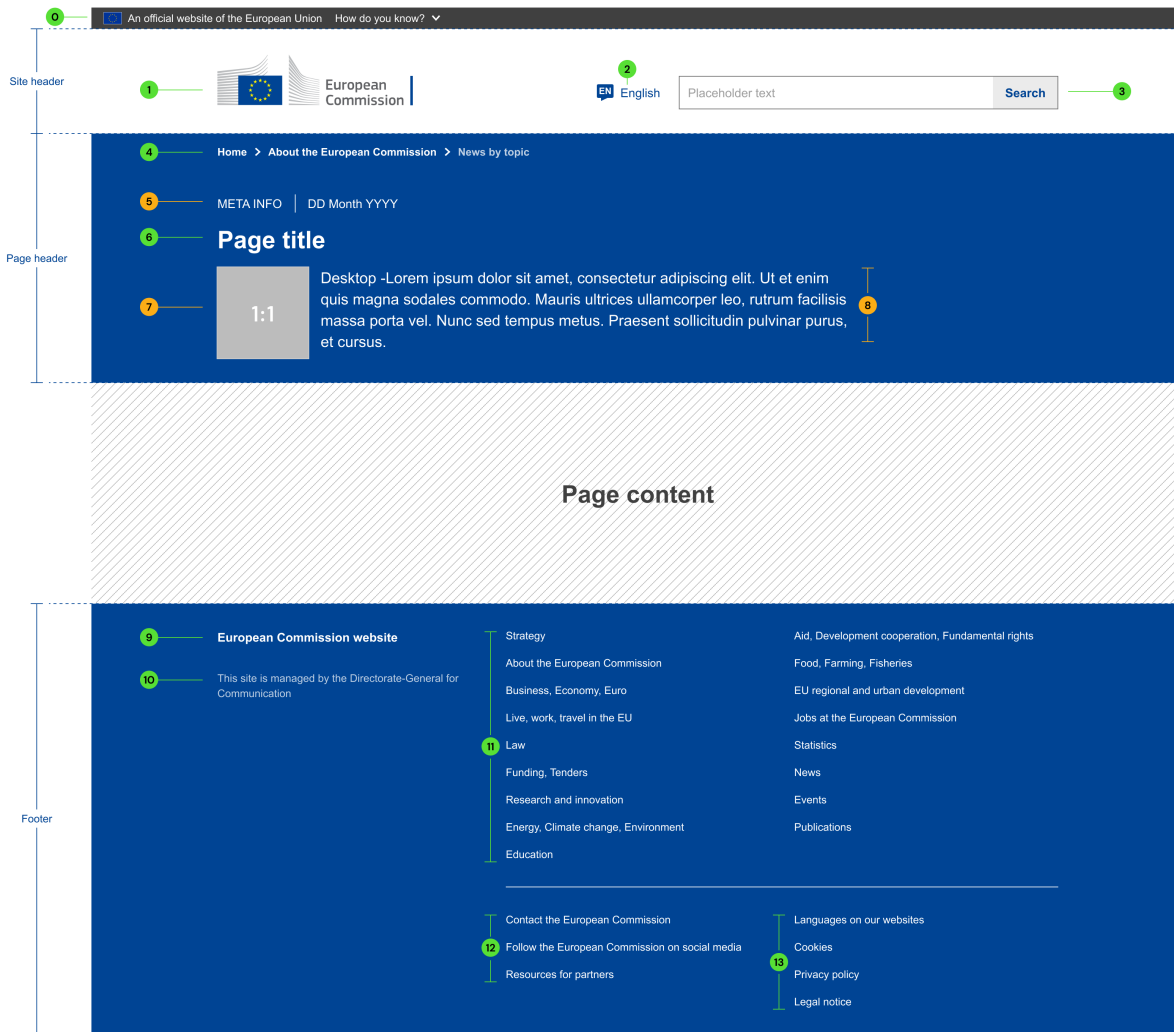 0
An official website of the European Union How do you know?
Site header
1
European
Commission
2
EN English
Placeholder text
Search
3
4
Home > About the European Commission > News by topic
5
META INFO DD Month YYYY
6
Page title
Page header
7
1:1
Desktop -Lorem ipsum dolor sit amet, consectetur adipiscing elit. Ut et enim
quis magna sodales commodo. Mauris ultrices ullamcorper leo, rutrum facilisis
massa porta vel. Nunc sed tempus metus. Praesent sollicitudin pulvinar purus,
et cursus.
8
Page content
Footer
9
European Commission website
10
This site is managed by the Directorate-General for
Communication
11
Strategy
About the European Commission
Business, Economy, Euro
Live, work, travel in the EU
Law
Funding, Tenders
Research and innovation
Energy, Climate change, Environment
Education
Aid, Development cooperation, Fundamental rights
Food, Farming, Fisheries
EU regional and urban development
Jobs at the European Commission
Statistics
News
Events
Publications
12
Contact the European Commission
Follow the European Commission on social media
Resources for partners
13
Languages on our websites
Cookies
Privacy policy
Legal notice